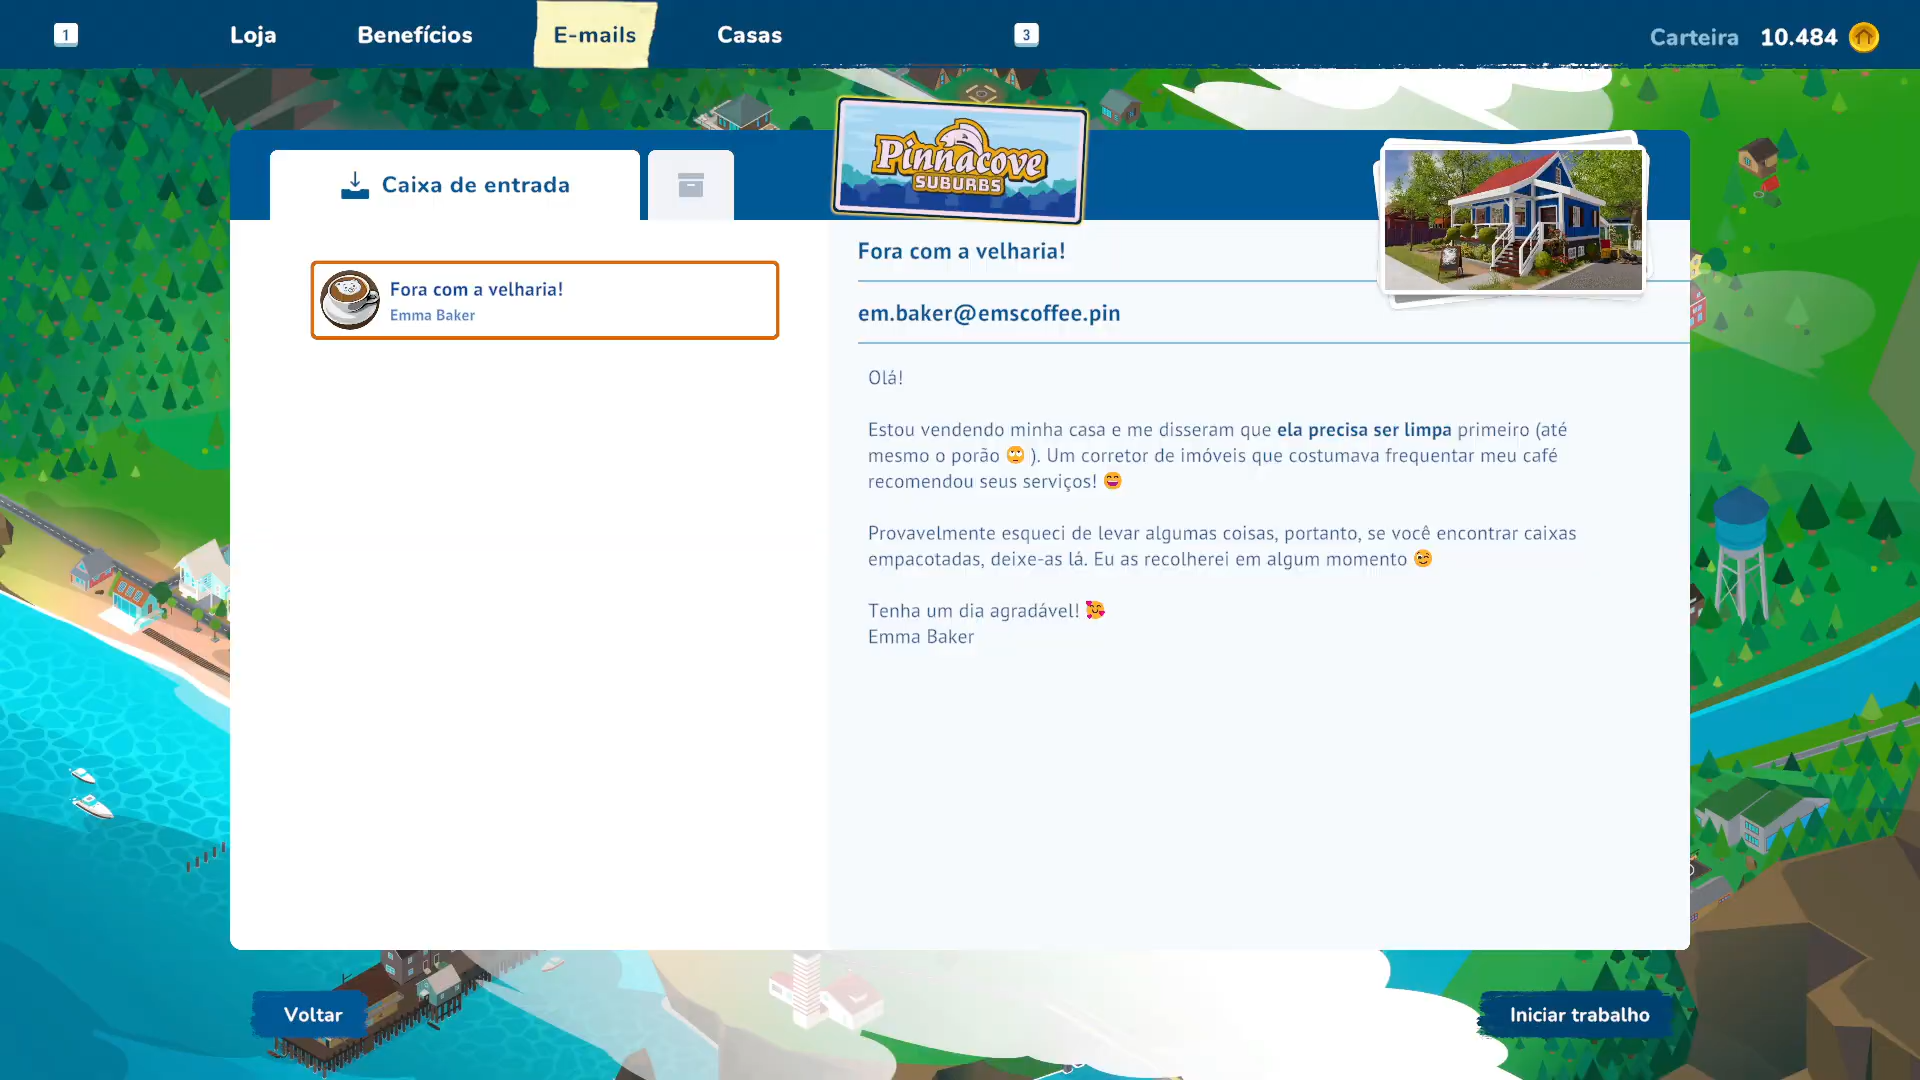 1
Loja
Benefícios
E-mails
Casas
3
Carteira
10.484
Pinnacove
SUBURBS
Caixa de entrada
Fora com a velharia!
Emma Baker
Fora com a velharia!
em.baker@emscoffee.pin
Olá!
Estou vendendo minha casa e me disseram que ela precisa ser limpa primeiro (até
mesmo o porão 🙄 ). Um corretor de imóveis que costumava frequentar meu café
recomendou seus serviços! 😄
Provavelmente esqueci de levar algumas coisas, portanto, se você encontrar caixas
empacotadas, deixe-as lá. Eu as recolherei em algum momento 😉
Tenha um dia agradável! 🥰
Emma Baker
Voltar
Iniciar trabalho